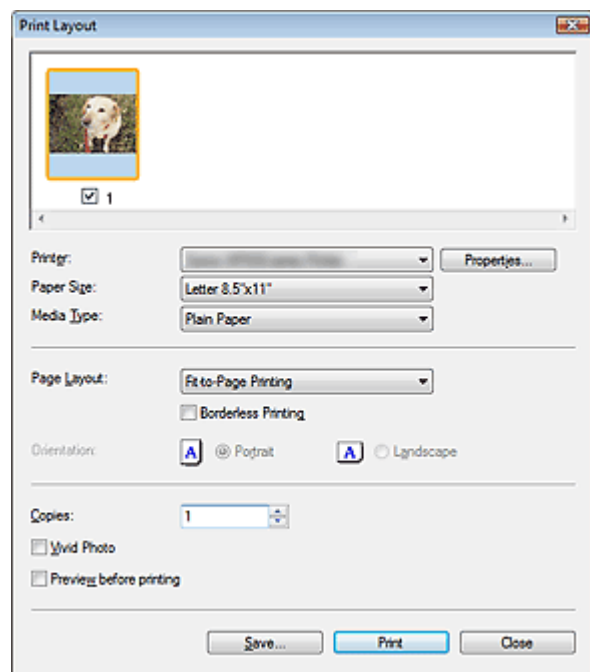 Print Layout
1
Printer: Properties...
Paper Size: Letter 8.5"x11"
Media Type: Plain Paper
Page Layout: Fit-to-Page Printing
Borderless Printing
Orientation: A Portrait A Landscape
Copies: 1
Vivid Photo
Preview before printing
Save... Print Close